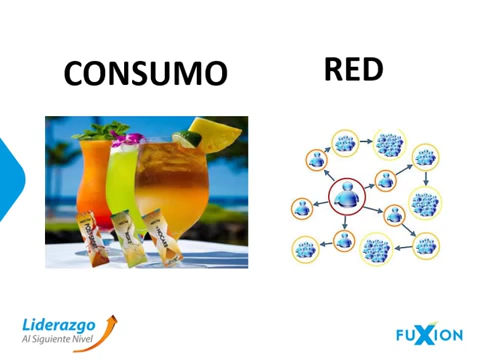 CONSUMO
RED
Liderazgo
Al Siguiente Nivel
FUXION